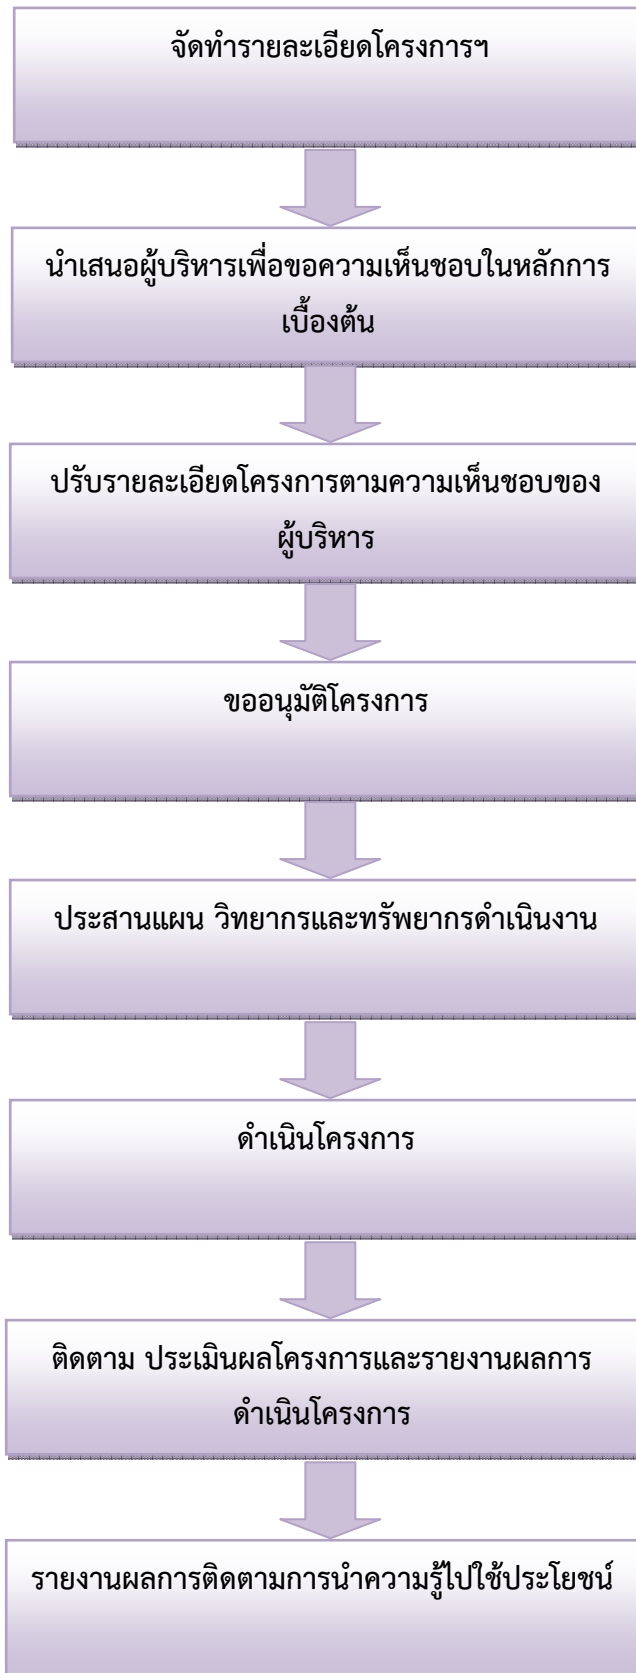 จัดทำรายละเอียดโครงการฯ
นำเสนอผู้บริหารเพื่อขอความเห็นชอบในหลักการ
เบื้องต้น
ปรับรายละเอียดโครงการตามความเห็นชอบของ
ผู้บริหาร
ขออนุมัติโครงการ
ประสานแผน วิทยากรและทรัพยากรดำเนินงาน
ดำเนินโครงการ
ติดตาม ประเมินผลโครงการและรายงานผลการ
ดำเนินโครงการ
รายงานผลการติดตามการนำความรู้ไปใช้ประโยชน์